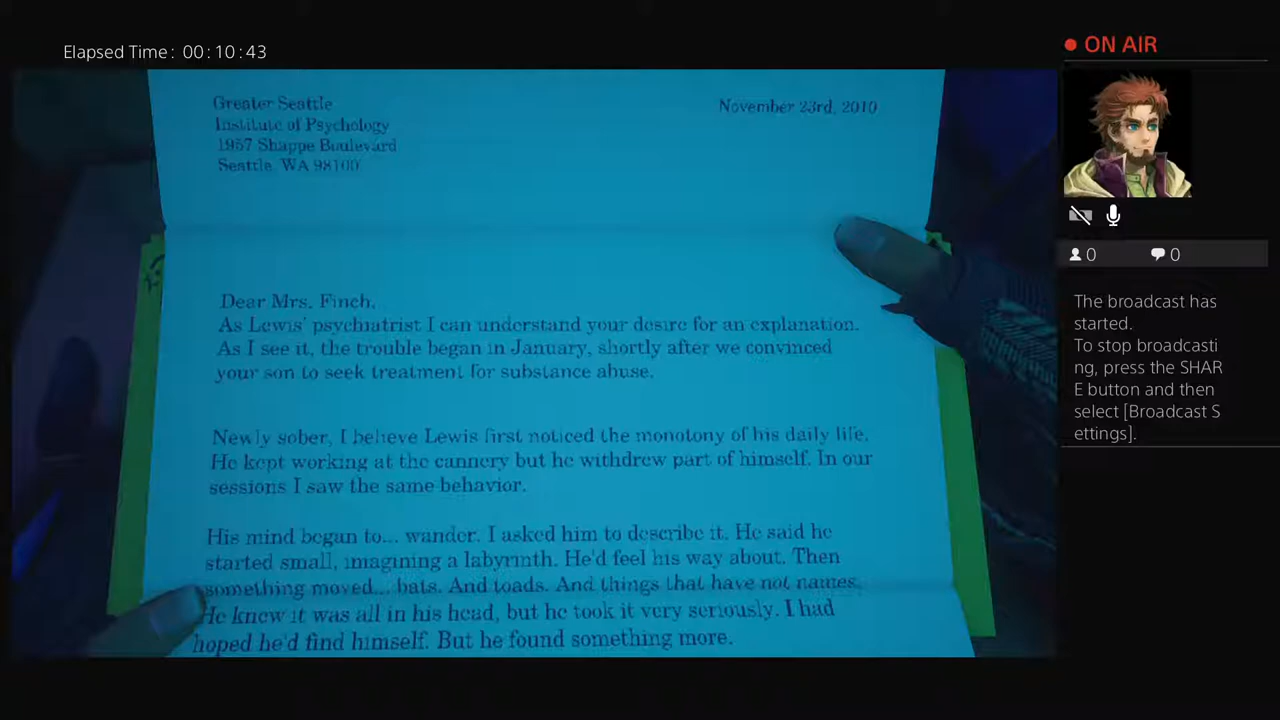 Elapsed Time: 00:10:43
ON AIR
Greater Seattle
Institute of Psychology
1957 Shappe Boulevard
Seattle, WA 98100
November 23rd, 2010
Dear Mrs. Finch,
As Lewis' psychiatrist I can understand your desire for an explanation.
As I see it, the trouble began in January, shortly after we convinced
your son to seek treatment for substance abuse.
Newly sober, I believe Lewis first noticed the monotony of his daily life.
He kept working at the cannery but he withdrew part of himself. In our
sessions I saw the same behavior.
His mind began to... wander. I asked him to describe it. He said he
started small, imagining a labyrinth. He'd feel his way about. Then
something moved... bats. And toads. And things that have not names.
He knew it was all in his head, but he took it very seriously. I had
hoped he'd find himself. But he found something more.
0
0
The broadcast has
started.
To stop broadcasti
ng, press the SHAR
E button and then
select [Broadcast S
ettings].